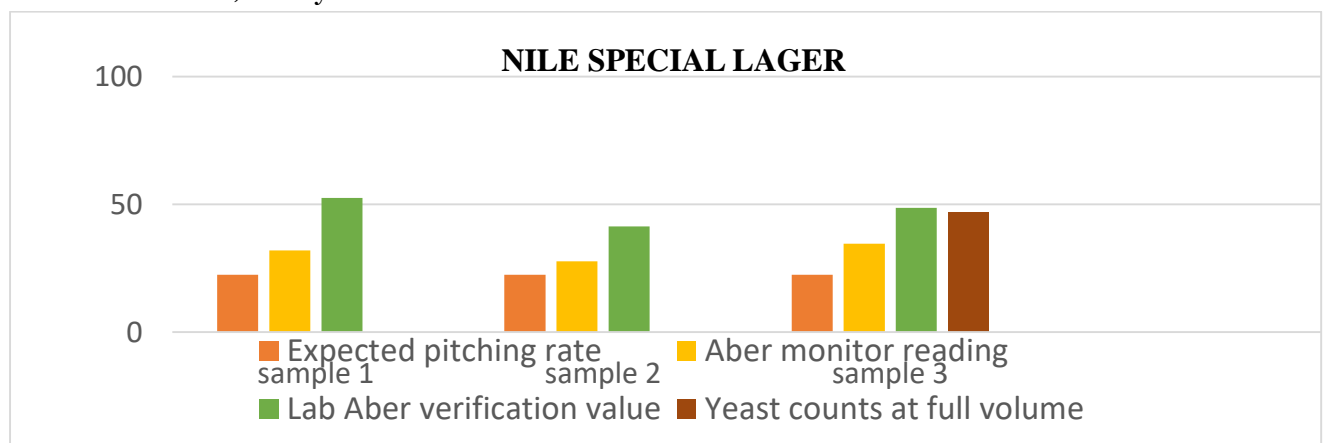 NILE SPECIAL LAGER
100
50
0
Expected pitching rate Aber monitor reading
sample 1 sample 2 sample 3
Lab Aber verification value Yeast counts at full volume